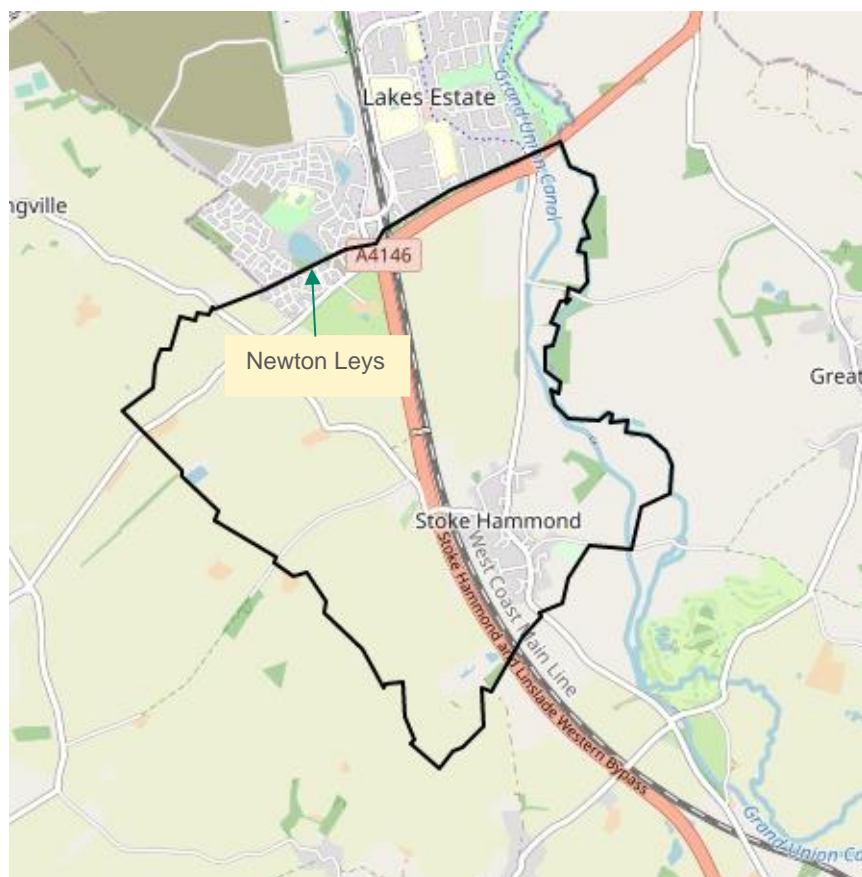 Lakes Estate
Grand Union Canal
ngville
A4146
Newton Leys
Great
Stoke Hammond
West Coast Main Line
Stoke Hammond and Linslade Western Bypass
Grand Union Ca